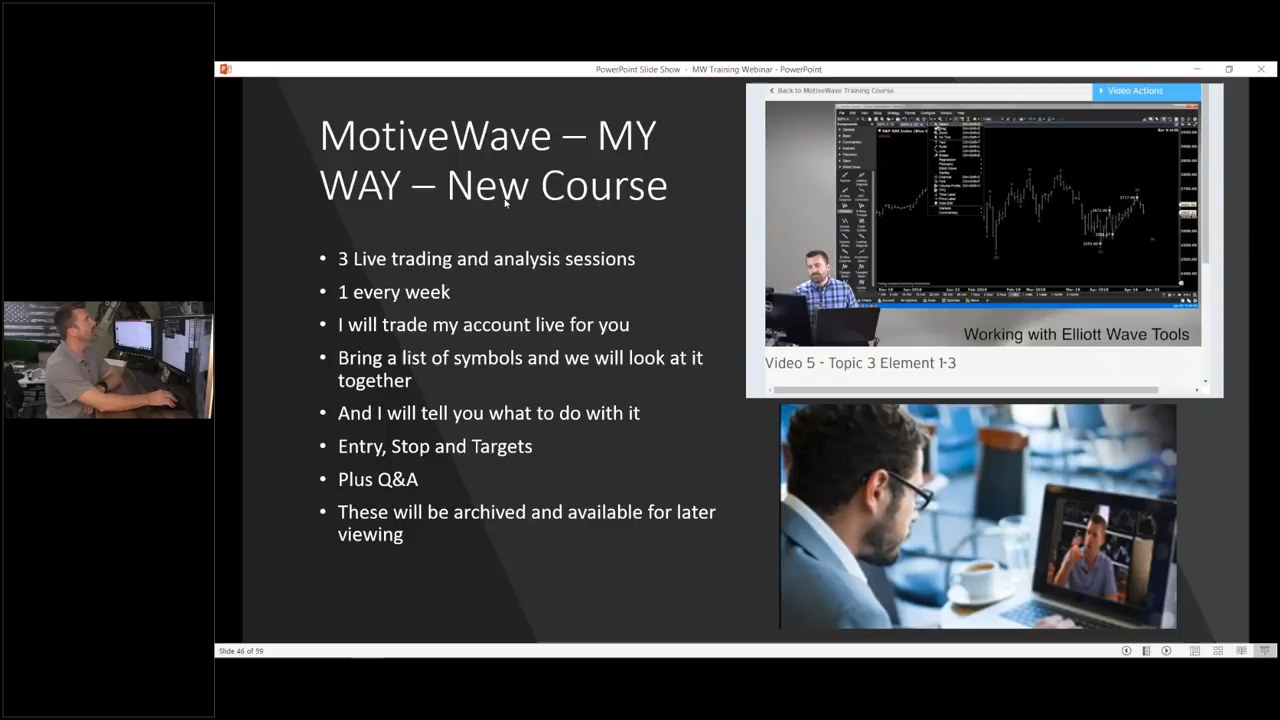 PowerPoint Slide Show - MW Training Webinar - PowerPoint
MotiveWave – MY
WAY – New Course
• 3 Live trading and analysis sessions
• 1 every week
• I will trade my account live for you
• Bring a list of symbols and we will look at it
together
• And I will tell you what to do with it
• Entry, Stop and Targets
• Plus Q&A
• These will be archived and available for later
viewing
Back to MotiveWave Training Course
Video Actions
Working with Elliott Wave Tools
Video 5 - Topic 3 Element 1-3
Slide 46 of 59